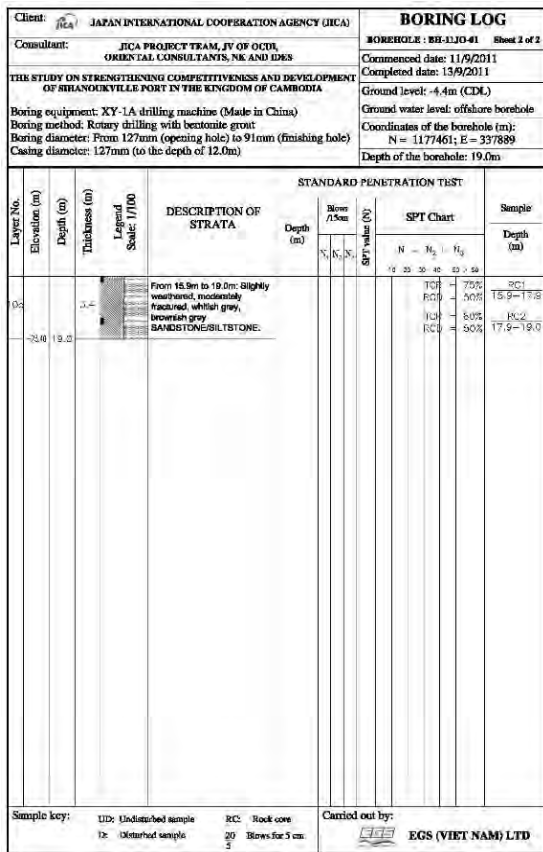 Client: JICA JAPAN INTERNATIONAL COOPERATION AGENCY (JICA)
Consultant: JICA PROJECT TEAM, JV OF OCDI,
ORIENTAL CONSULTANTS, NK AND IDES
THE STUDY ON STRENGTHENING COMPETITIVENESS AND DEVELOPMENT
OF SIHANOUKVILLE PORT IN THE KINGDOM OF CAMBODIA
Boring equipment: XY-1A drilling machine (Made in China)
Boring method: Rotary drilling with bentonite grout
Boring diameter: From 127mm (opening hole) to 91mm (finishing hole)
Casing diameter: 127mm (to the depth of 12.0m)
BORING LOG
BOREHOLE : BH-11JO-01 Sheet 2 of 2
Commenced date: 11/9/2011
Completed date: 13/9/2011
Ground level: -4.4m (CDL)
Ground water level: offshore borehole
Coordinates of the borehole (m):
N = 1177461; E = 337889
Depth of the borehole: 19.0m
Layer No.
Elevation (m)
Depth (m)
Thickness (m)
Legend
Scale: 1/100
DESCRIPTION OF
STRATA
STANDARD PENETRATION TEST
Depth
(m)
Blows
/15cm
N₁ N₂ N₃
SPT value (N)
SPT Chart
N = N₂ + N₃
10 20 30 40 50 > 50
Sample
Depth
(m)
From 15.9m to 19.0m: Slightly
weathered, moderately
fractured, whitish grey,
brownish grey
SANDSTONE/SILTSTONE.
19.0
TCR = 75% RC1
RQD = 50% 15.9-17.9
TCR = 80% RC2
RQD = 50% 17.9-19.0
Sample key:
UD: Undisturbed sample RC: Rock core
D: Disturbed sample 20 Blows for 5 cm
5
Carried out by:
EGS EGS (VIET NAM) LTD